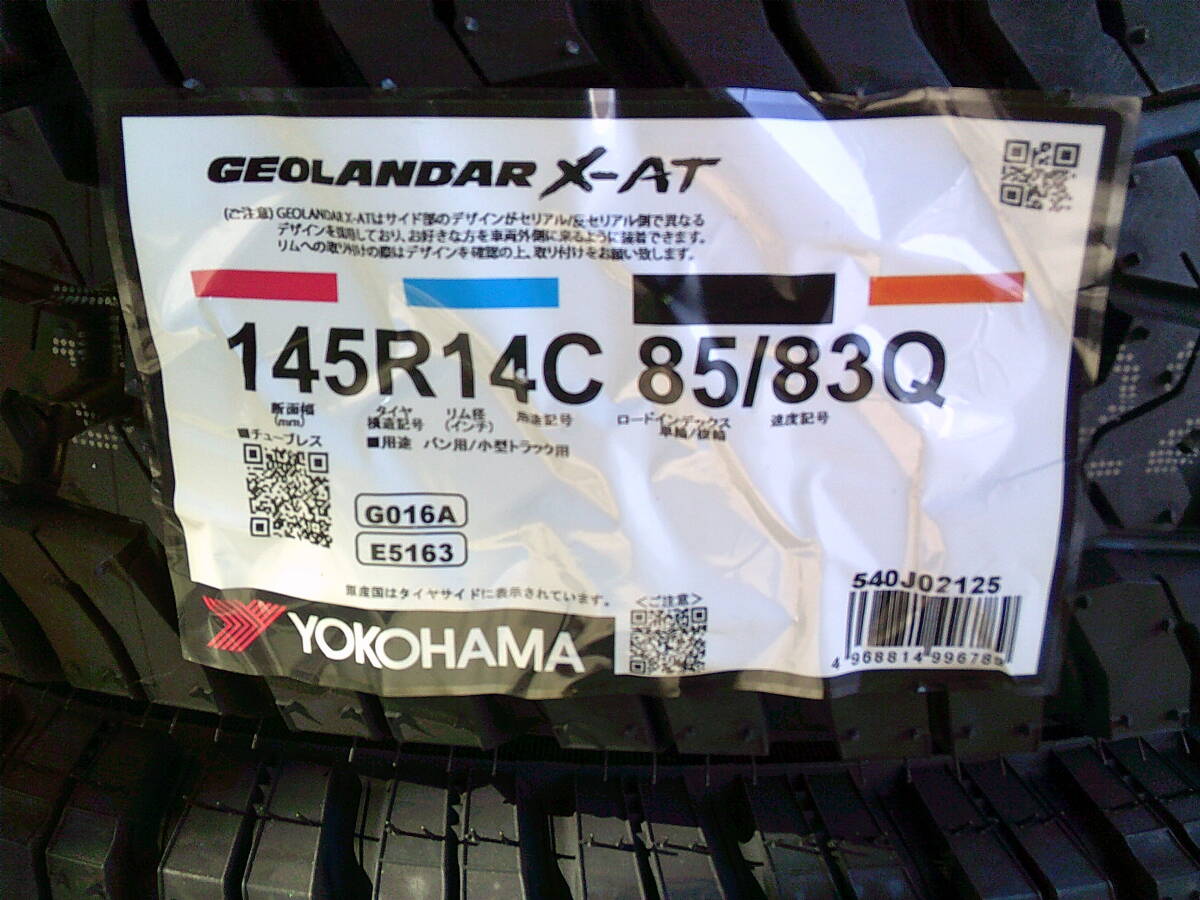 GEOLANDAR X-AT
(ご注意) GEOLANDAR X-ATはサイド部のデザインがセリアル/反セリアル側で異なる
デザインを採用しており、お好きな方を車両外側に来るように装着できます。
リムへの取り付けの際はデザインを確認の上、取り付けをお願い致します。
145R14C 85/83Q
断面幅 タイヤ リム径 用途記号 ロードインデックス 速度記号
(mm) 構造記号 (インチ) 単輪/複輪
■チューブレス ■用途 バン用/小型トラック用
G016A
E5163
原産国はタイヤサイドに表示されています。
<ご注意>
540J02125
YOKOHAMA